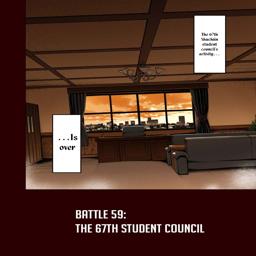 The 67th
Shuchiin
student
council's
activity...
...Is
over
BATTLE 59:
THE 67TH STUDENT COUNCIL